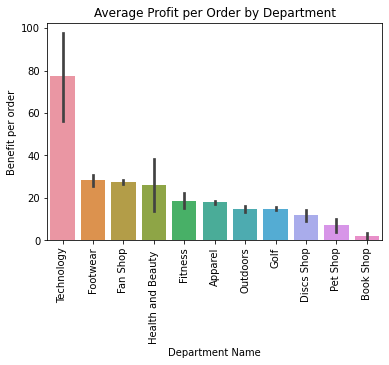 Average Profit per Order by Department
Benefit per order
100
80
60
40
20
0
Technology
Footwear
Fan Shop
Health and Beauty
Fitness
Apparel
Outdoors
Golf
Discs Shop
Pet Shop
Book Shop
Department Name